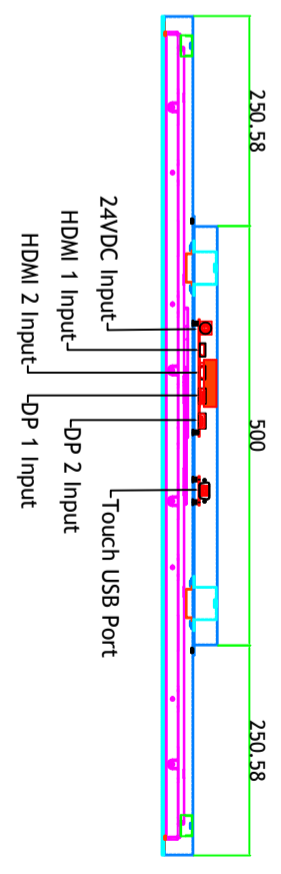 250.58
500
250.58
24VDC Input
HDMI 1 Input
HDMI 2 Input
DP 1 Input
DP 2 Input
Touch USB Port